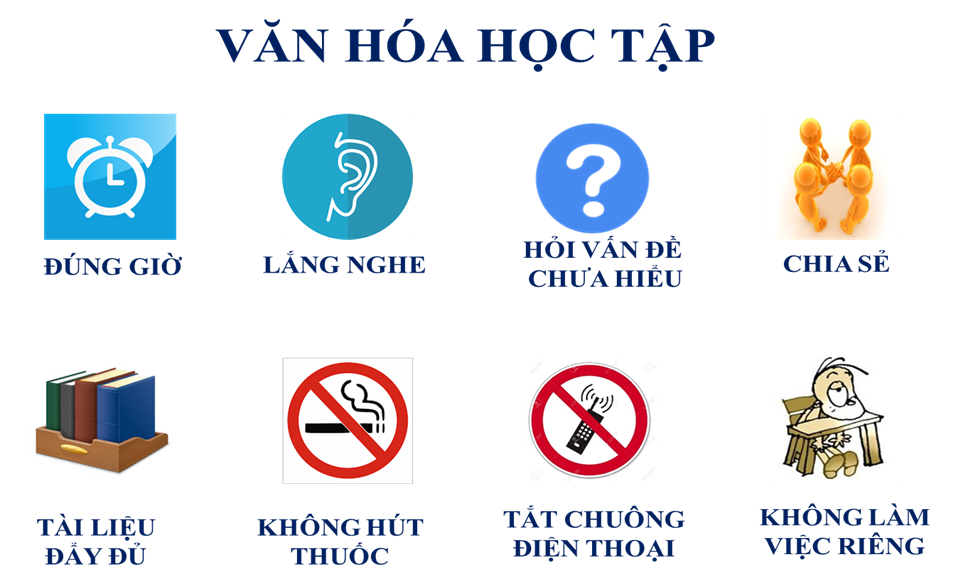 VĂN HÓA HỌC TẬP
ĐÚNG GIỜ
LẮNG NGHE
HỎI VẤN ĐỀ
CHƯA HIỂU
CHIA SẺ
TÀI LIỆU
ĐẦY ĐỦ
KHÔNG HÚT
THUỐC
TẮT CHUÔNG
ĐIỆN THOẠI
KHÔNG LÀM
VIỆC RIÊNG